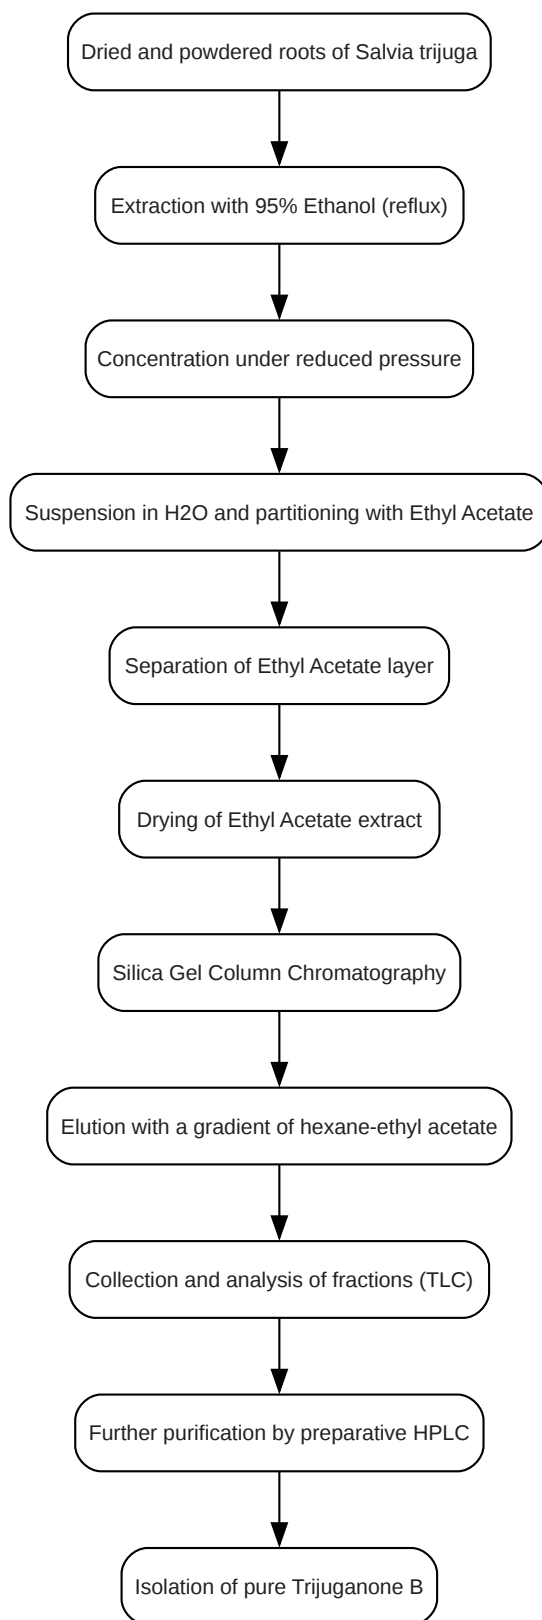 Dried and powdered roots of Salvia trijuga
Extraction with 95% Ethanol (reflux)
Concentration under reduced pressure
Suspension in H2O and partitioning with Ethyl Acetate
Separation of Ethyl Acetate layer
Drying of Ethyl Acetate extract
Silica Gel Column Chromatography
Elution with a gradient of hexane-ethyl acetate
Collection and analysis of fractions (TLC)
Further purification by preparative HPLC
Isolation of pure Trijuganone B